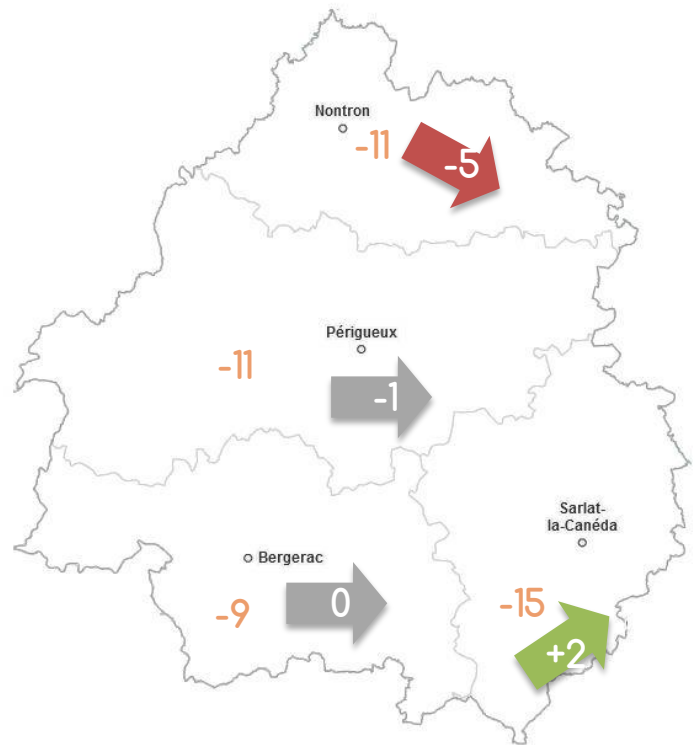 Nontron
-11
-5
Périgueux
-11
-1
Sarlat-
la-Canéda
Bergerac
-9
0
-15
+2